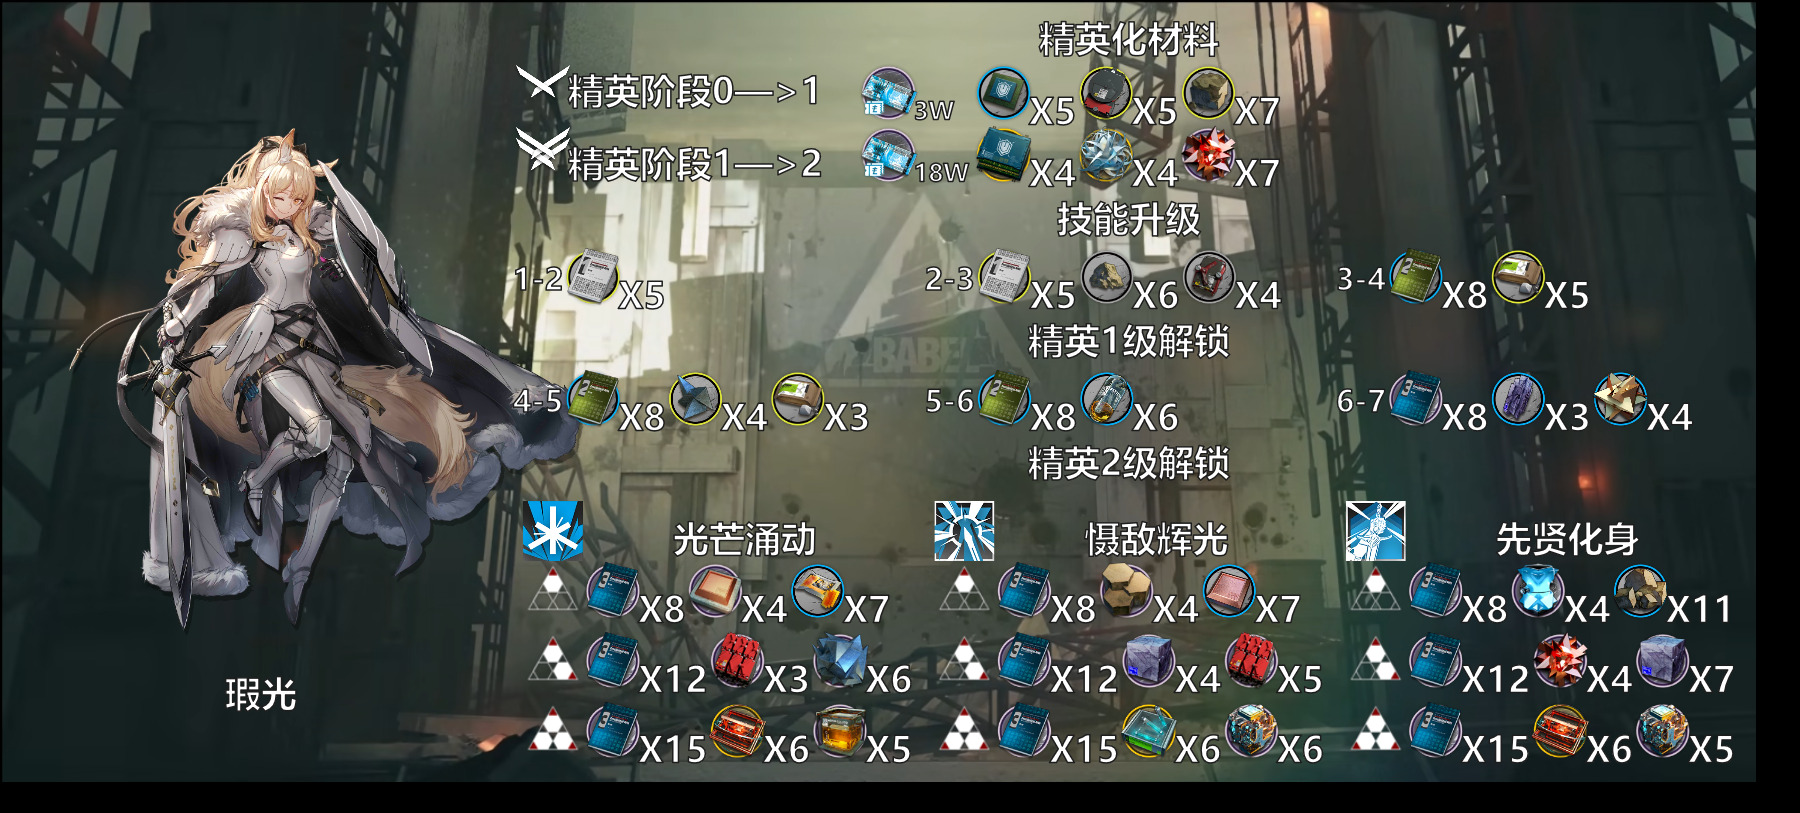 精英化材料
精英阶段0—>1 3W X5 X5 X7
精英阶段1—>2 18W X4 X4 X7
技能升级
1-2 X5 2-3 X5 X6 X4 3-4 X8 X5
精英1级解锁
4-5 X8 X4 X3 5-6 X8 X6 6-7 X8 X3 X4
精英2级解锁
光芒涌动 慑敌辉光 先贤化身
X8 X4 X7 X8 X4 X7 X8 X4 X11
X12 X3 X6 X12 X4 X5 X12 X4 X7
X15 X6 X5 X15 X6 X6 X15 X6 X5
瑕光
BABEL